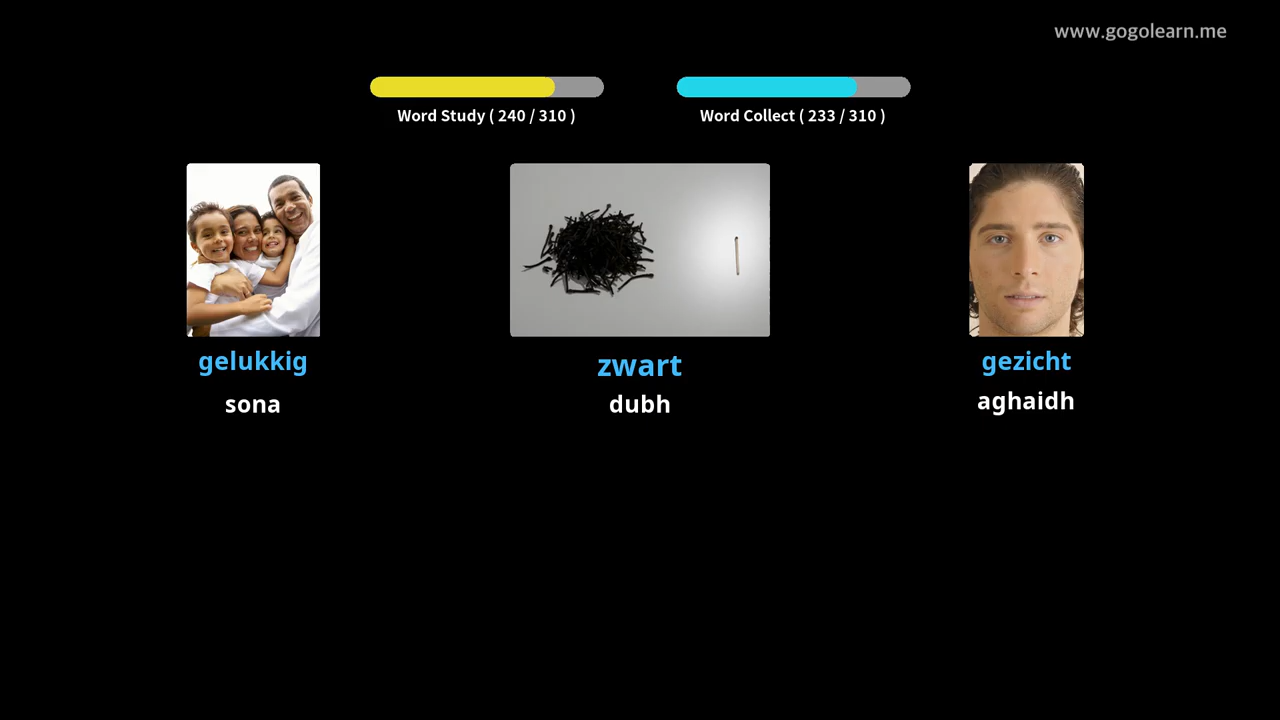 www.gogolearn.me
Word Study ( 240 / 310 )
Word Collect ( 233 / 310 )
gelukkig
zwart
gezicht
sona
dubh
aghaidh